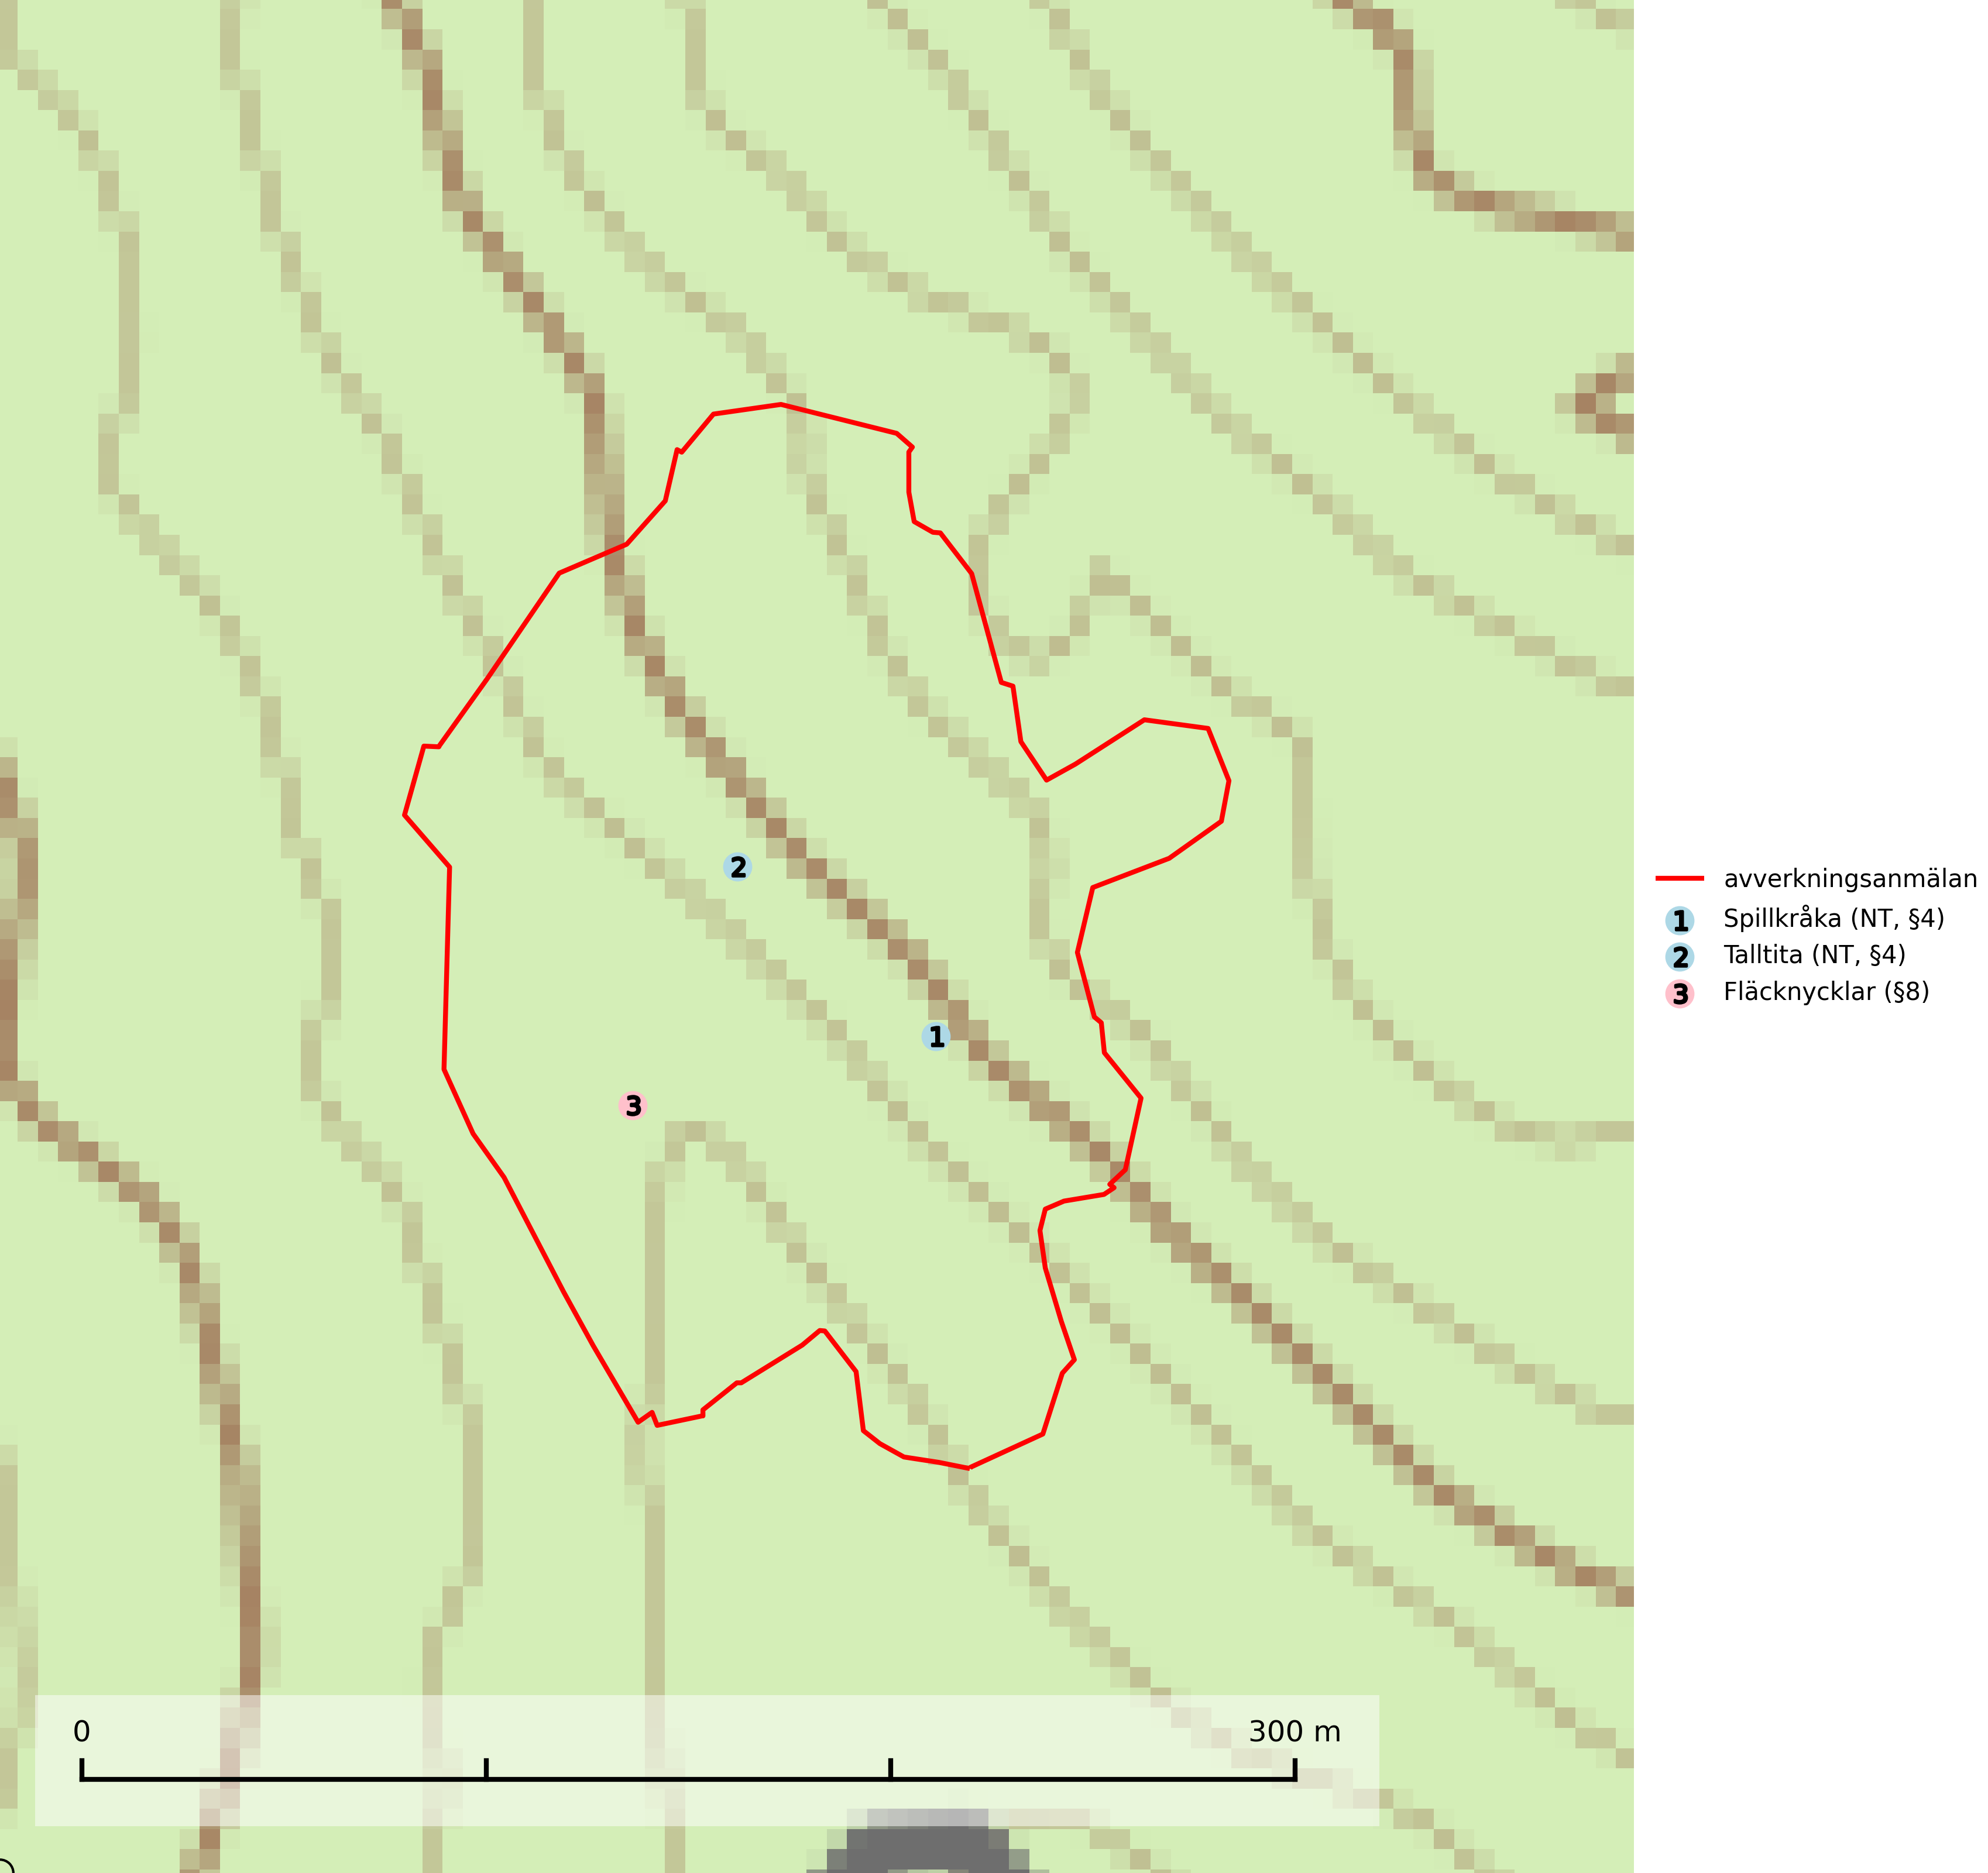 2
1
3
avverkningsanmälan
1 Spillkråka (NT, §4)
2 Talltita (NT, §4)
3 Fläcknycklar (§8)
0 300 m